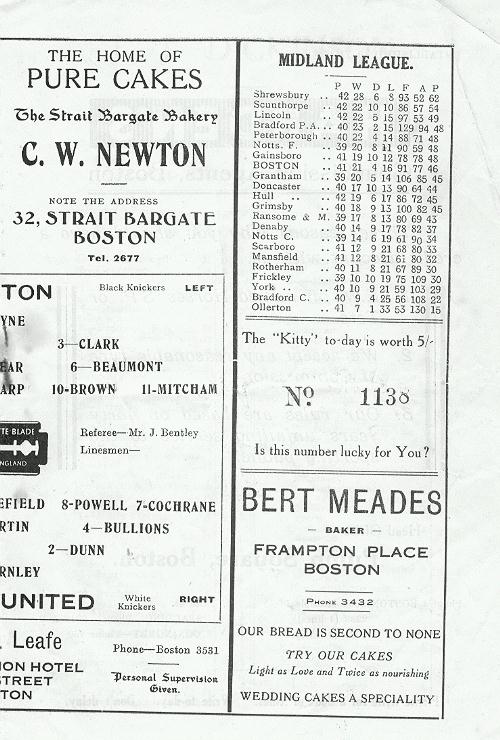 THE HOME OF
PURE CAKES
The Strait Bargate Bakery
C. W. NEWTON
NOTE THE ADDRESS
32, STRAIT BARGATE
BOSTON
Tel. 2677
TON Black Knickers LEFT
YNE
3—CLARK
EAR 6—BEAUMONT
ARP 10-BROWN 11-MITCHAM
TE BLADE
NGLAND
Referee—Mr. J. Bentley
Linesmen—
EFIELD 8-POWELL 7-COCHRANE
RTIN 4—BULLIONS
2—DUNN
RNLEY
UNITED White Knickers RIGHT
. Leafe
ION HOTEL
STREET
TON
Phone—Boston 3531
Personal Supervision
Given.
MIDLAND LEAGUE.
P W D L F A P
Shrewsbury .. 42 28 6 8 93 52 62
Scunthorpe .. 42 22 10 10 86 57 54
Lincoln .. 42 22 5 15 97 53 49
Bradford P.A... 40 23 2 15 129 94 48
Peterborough .. 40 22 4 14 88 71 48
Notts. F. .. 39 20 8 11 90 59 48
Gainsboro .. 41 19 10 12 78 78 48
BOSTON .. 41 21 4 16 91 77 46
Grantham .. 39 20 5 14 106 85 45
Doncaster .. 40 17 10 13 90 64 44
Hull .. .. 42 19 6 17 86 72 45
Grimsby .. 40 18 9 13 100 82 45
Ransome & M. 39 17 8 13 80 69 43
Denaby .. 40 14 9 17 78 82 37
Notts C. .. 39 14 6 19 61 90 34
Scarboro .. 41 12 9 21 68 80 33
Mansfield .. 41 12 8 21 61 80 32
Rotherham .. 40 11 8 21 67 89 30
Frickley .. 39 10 10 19 75 109 30
York .. .. 40 10 9 21 59 103 29
Bradford C. .. 40 9 4 25 56 108 22
Ollerton .. 41 7 1 33 53 130 15
The "Kitty" to-day is worth 5/-
No 1138
Is this number lucky for You?
BERT MEADES
— BAKER —
FRAMPTON PLACE
BOSTON
PHONE 3432
OUR BREAD IS SECOND TO NONE
TRY OUR CAKES
Light as Love and Twice as nourishing
WEDDING CAKES A SPECIALITY